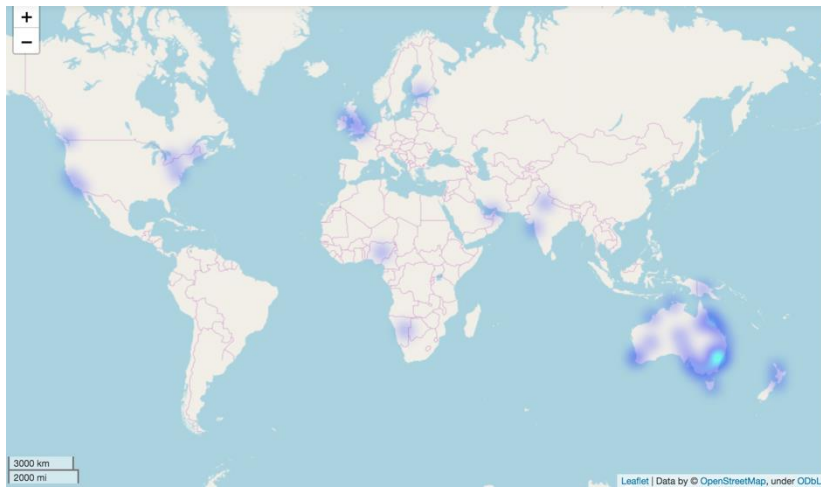 +
−
3000 km
2000 mi
Leaflet | Data by © OpenStreetMap, under ODbL